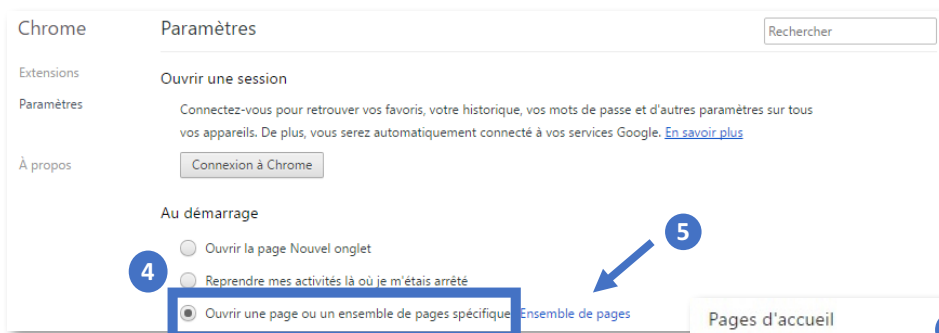 Chrome
Paramètres
Rechercher
Extensions
Paramètres
À propos
Ouvrir une session
Connectez-vous pour retrouver vos favoris, votre historique, vos mots de passe et d'autres paramètres sur tous
vos appareils. De plus, vous serez automatiquement connecté à vos services Google. En savoir plus
Connexion à Chrome
Au démarrage
Ouvrir la page Nouvel onglet
5
4
Reprendre mes activités là où je m'étais arrêté
Ouvrir une page ou un ensemble de pages spécifique Ensemble de pages
Pages d'accueil